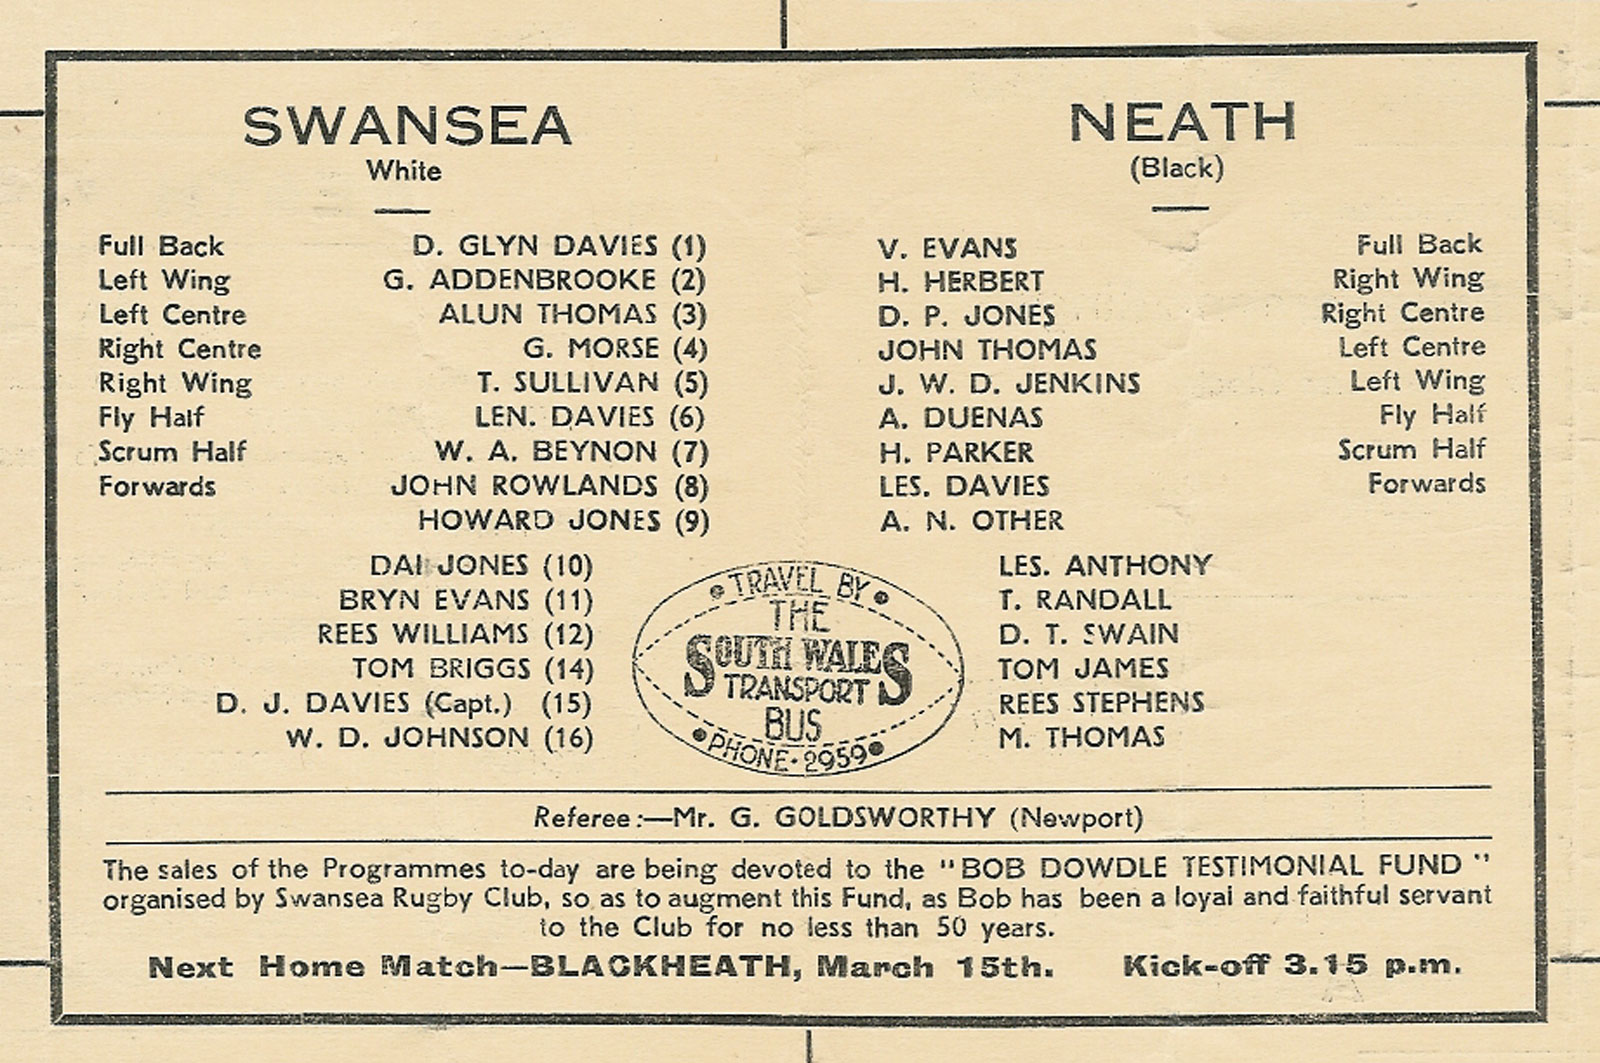 SWANSEA
White
Full Back D. GLYN DAVIES (1)
Left Wing G. ADDENBROOKE (2)
Left Centre ALUN THOMAS (3)
Right Centre G. MORSE (4)
Right Wing T. SULLIVAN (5)
Fly Half LEN. DAVIES (6)
Scrum Half W. A. BEYNON (7)
Forwards JOHN ROWLANDS (8)
HOWARD JONES (9)
DAI JONES (10)
BRYN EVANS (11)
REES WILLIAMS (12)
TOM BRIGGS (14)
D. J. DAVIES (Capt.) (15)
W. D. JOHNSON (16)
NEATH
(Black)
V. EVANS Full Back
H. HERBERT Right Wing
D. P. JONES Right Centre
JOHN THOMAS Left Centre
J. W. D. JENKINS Left Wing
A. DUENAS Fly Half
H. PARKER Scrum Half
LES. DAVIES Forwards
A. N. OTHER
LES. ANTHONY
T. RANDALL
D. T. SWAIN
TOM JAMES
REES STEPHENS
M. THOMAS
• TRAVEL BY •
THE
SOUTH WALES
TRANSPORT
BUS
• PHONE · 2959 •
Referee:—Mr. G. GOLDSWORTHY (Newport)
The sales of the Programmes to-day are being devoted to the "BOB DOWDLE TESTIMONIAL FUND"
organised by Swansea Rugby Club, so as to augment this Fund, as Bob has been a loyal and faithful servant
to the Club for no less than 50 years.
Next Home Match—BLACKHEATH, March 15th. Kick-off 3.15 p.m.